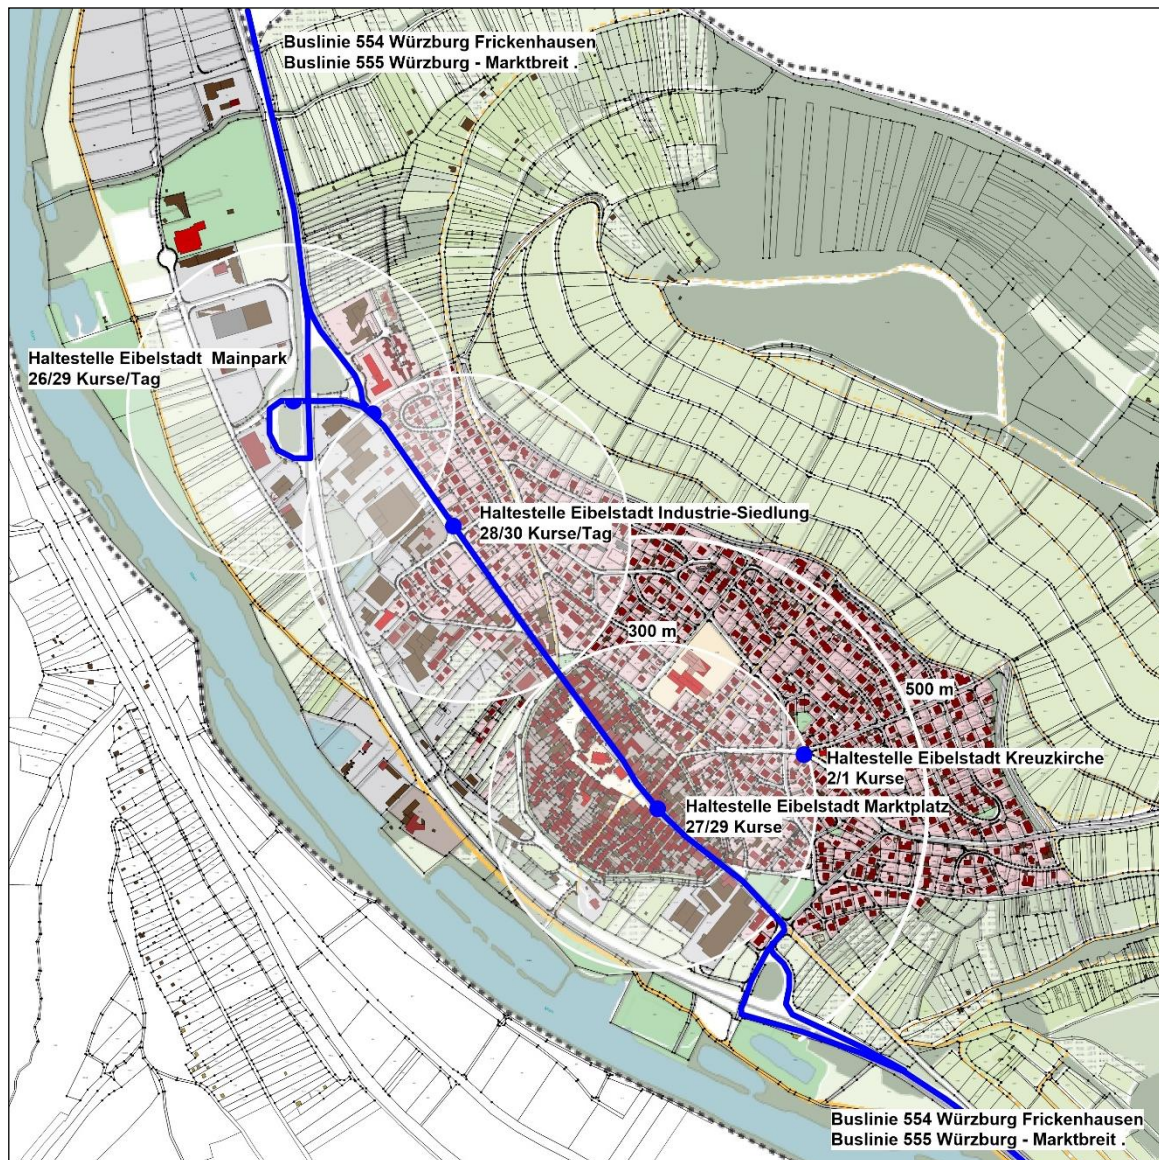 Buslinie 554 Würzburg Frickenhausen
Buslinie 555 Würzburg - Marktbreit .
Haltestelle Eibelstadt Mainpark
26/29 Kurse/Tag
Haltestelle Eibelstadt Industrie-Siedlung
28/30 Kurse/Tag
300 m
500 m
Haltestelle Eibelstadt Kreuzkirche
2/1 Kurse
Haltestelle Eibelstadt Marktplatz
27/29 Kurse
Buslinie 554 Würzburg Frickenhausen
Buslinie 555 Würzburg - Marktbreit .